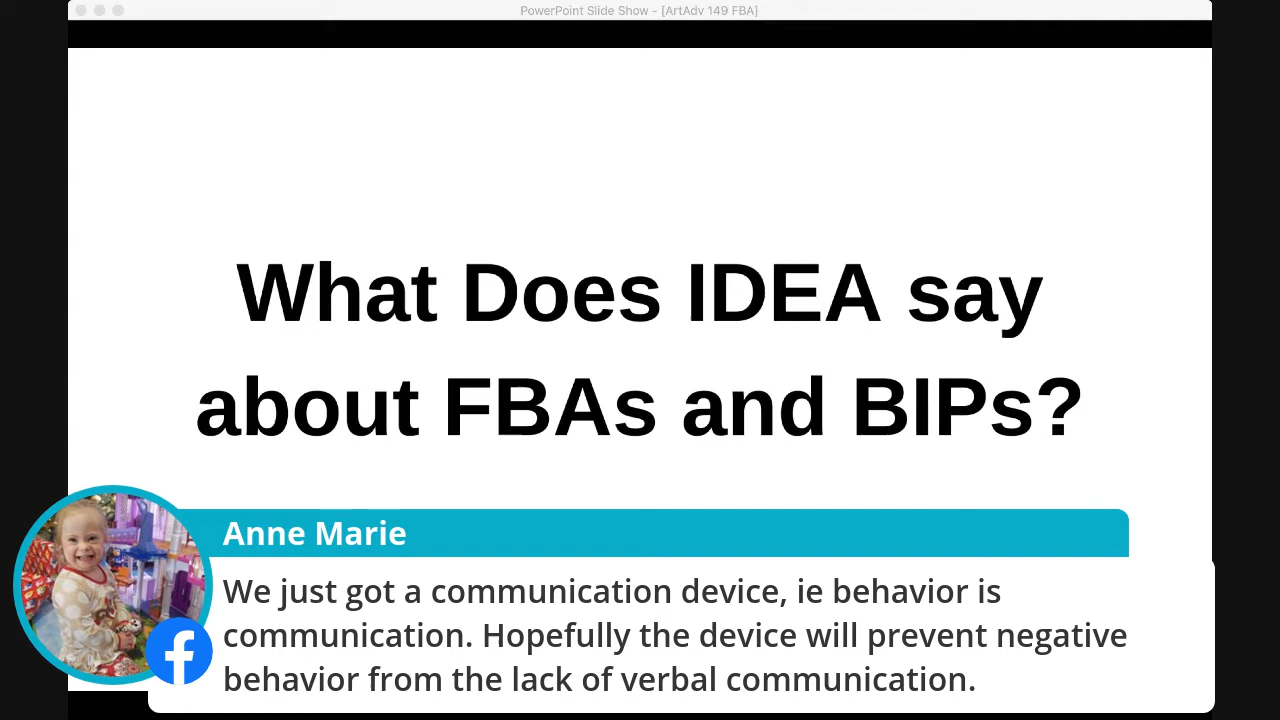 PowerPoint Slide Show - [ArtAdv 149 FBA]
What Does IDEA say
about FBAs and BIPs?
Anne Marie
We just got a communication device, ie behavior is
communication. Hopefully the device will prevent negative
behavior from the lack of verbal communication.